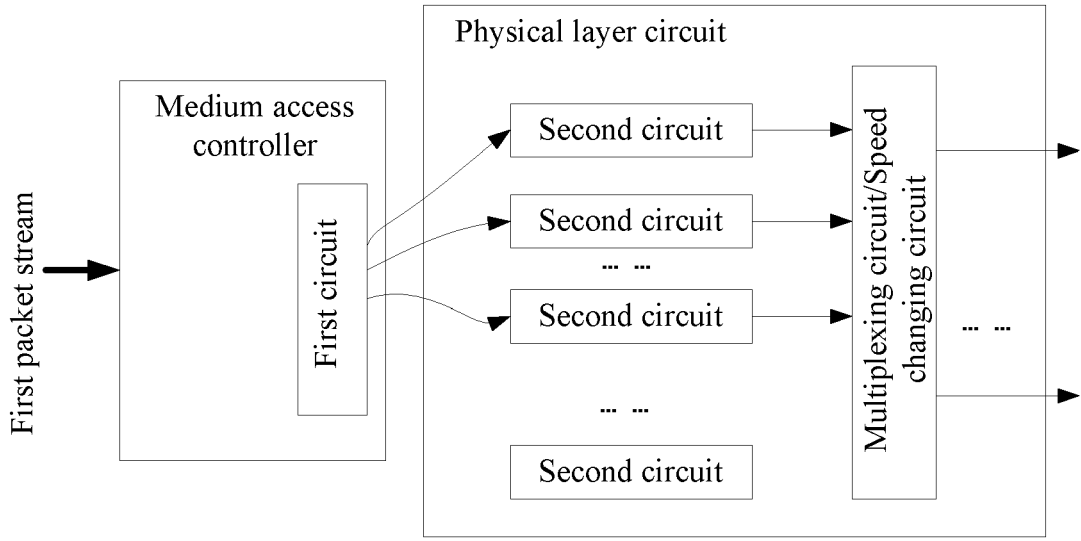 Physical layer circuit
Medium access
controller
First packet stream
First circuit
Second circuit
Second circuit
... ...
Second circuit
... ...
Second circuit
Multiplexing circuit/Speed
changing circuit
... ...